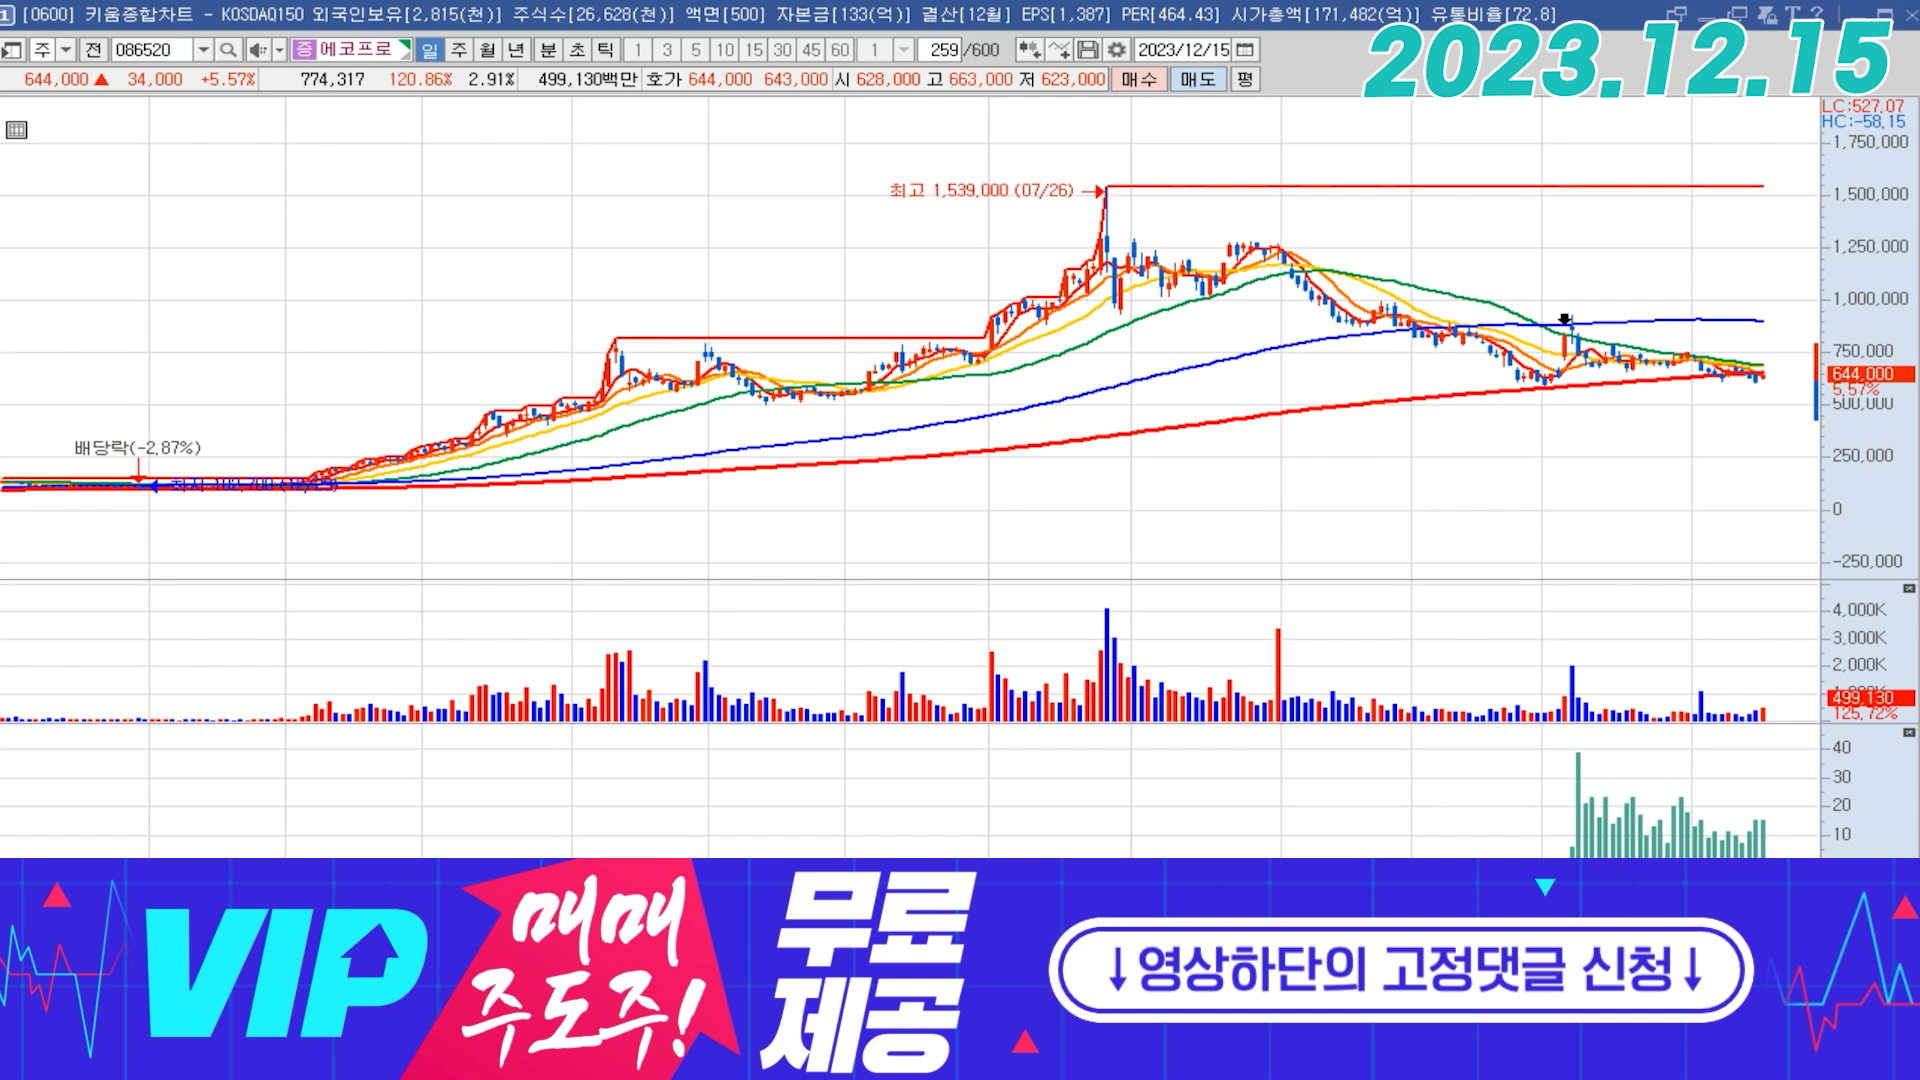 [0600] 키움종합차트 - KOSDAQ150 외국인보유[2,815(천)] 주식수[26,628(천)] 액면[500] 자본금[133(억)] 결산[12월] EPS[1,387] PER[464.43] 시가총액[171,482(억)] 유통비율[72.8]
주 전 086520 증 에코프로 일 주 월 년 분 초 틱 1 3 5 10 15 30 45 60 1 259 /600 2023/12/15
2023.12.15
644,000 ▲ 34,000 +5.57% 774,317 120.86% 2.91% 499,130백만 호가 644,000 643,000 시 628,000 고 663,000 저 623,000 매수 매도 평
LC:527.07
HC:-58.15
1,750,000
최고 1,539,000 (07/26)
1,500,000
1,250,000
1,000,000
750,000
644,000
5.57%
500,000
배당락(-2.87%)
250,000
0
-250,000
4,000K
3,000K
2,000K
499,130
125.72%
40
30
20
10
VIP
매매
주도주!
무료
제공
↓영상하단의 고정댓글 신청↓